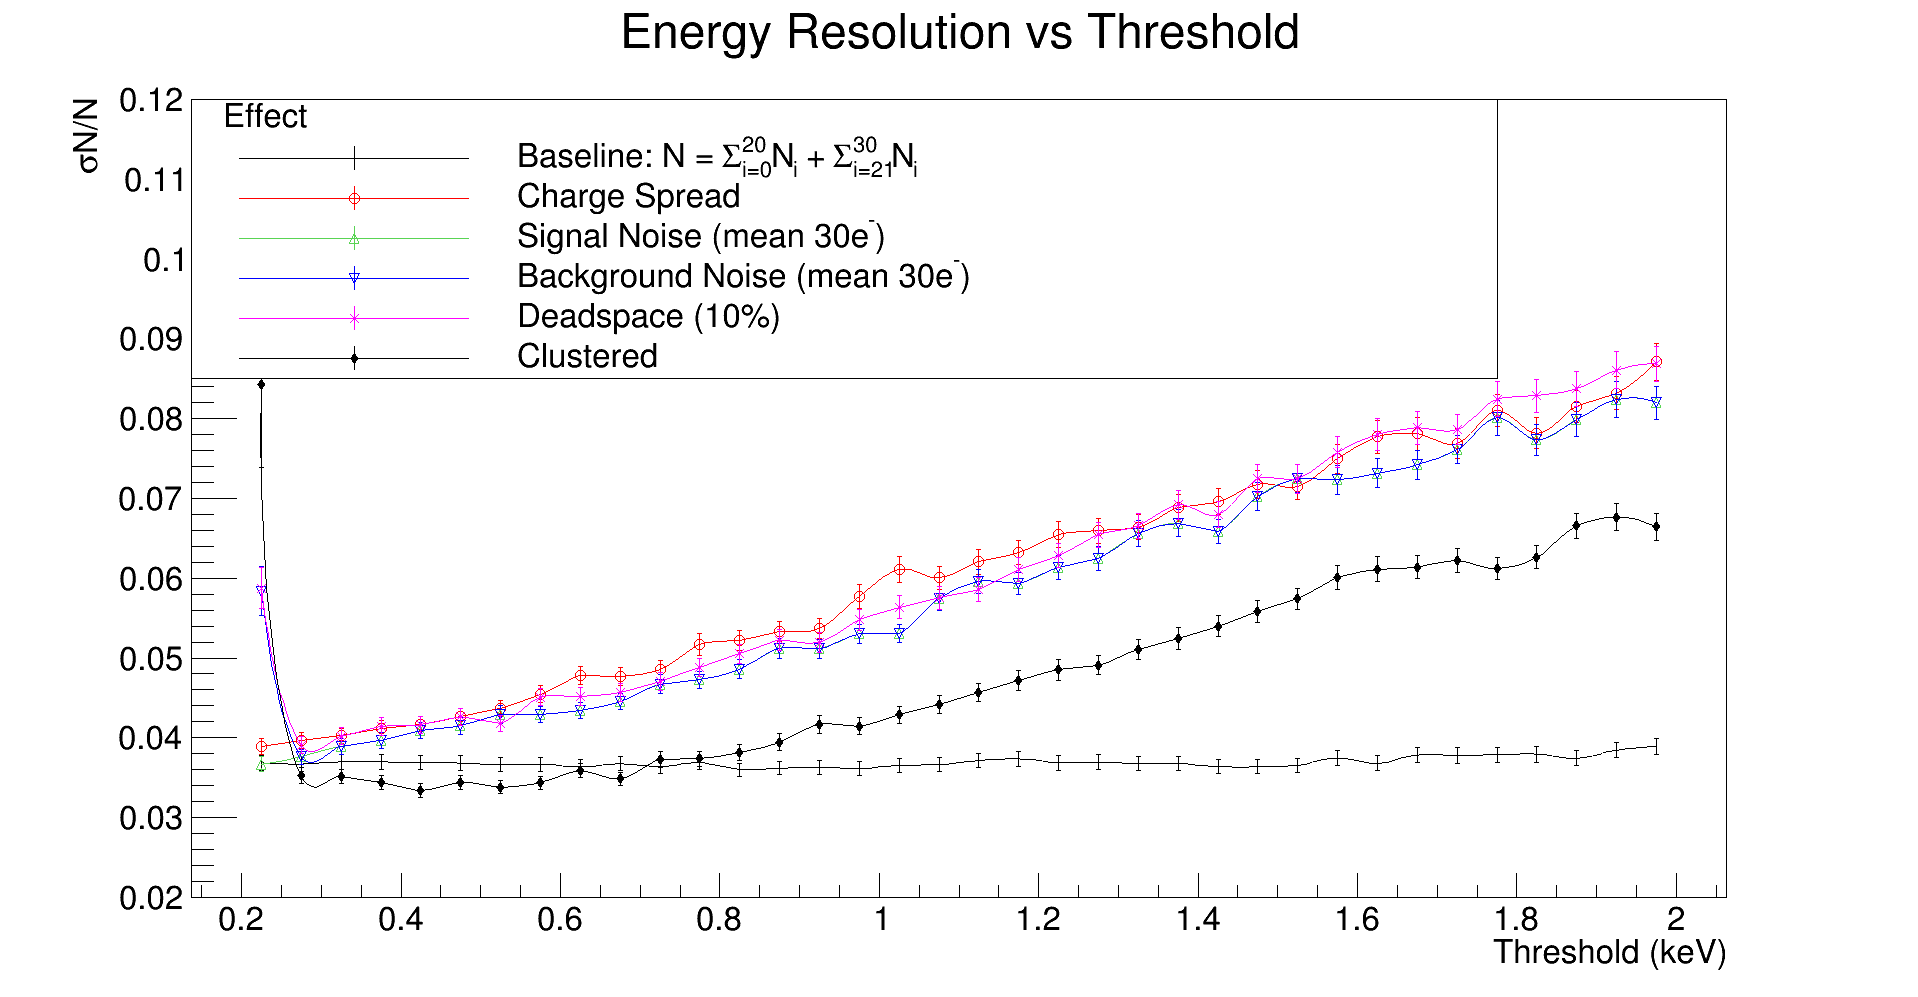 Energy Resolution vs Threshold
σN/N
0.12
0.11
0.1
0.09
0.08
0.07
0.06
0.05
0.04
0.03
0.02
Effect
Baseline: N = Σ²⁰ᵢ₌₀Nᵢ + Σ³⁰ᵢ₌₂₁Nᵢ
Charge Spread
Signal Noise (mean 30e⁻)
Background Noise (mean 30e⁻)
Deadspace (10%)
Clustered
0.2 0.4 0.6 0.8 1 1.2 1.4 1.6 1.8 2
Threshold (keV)